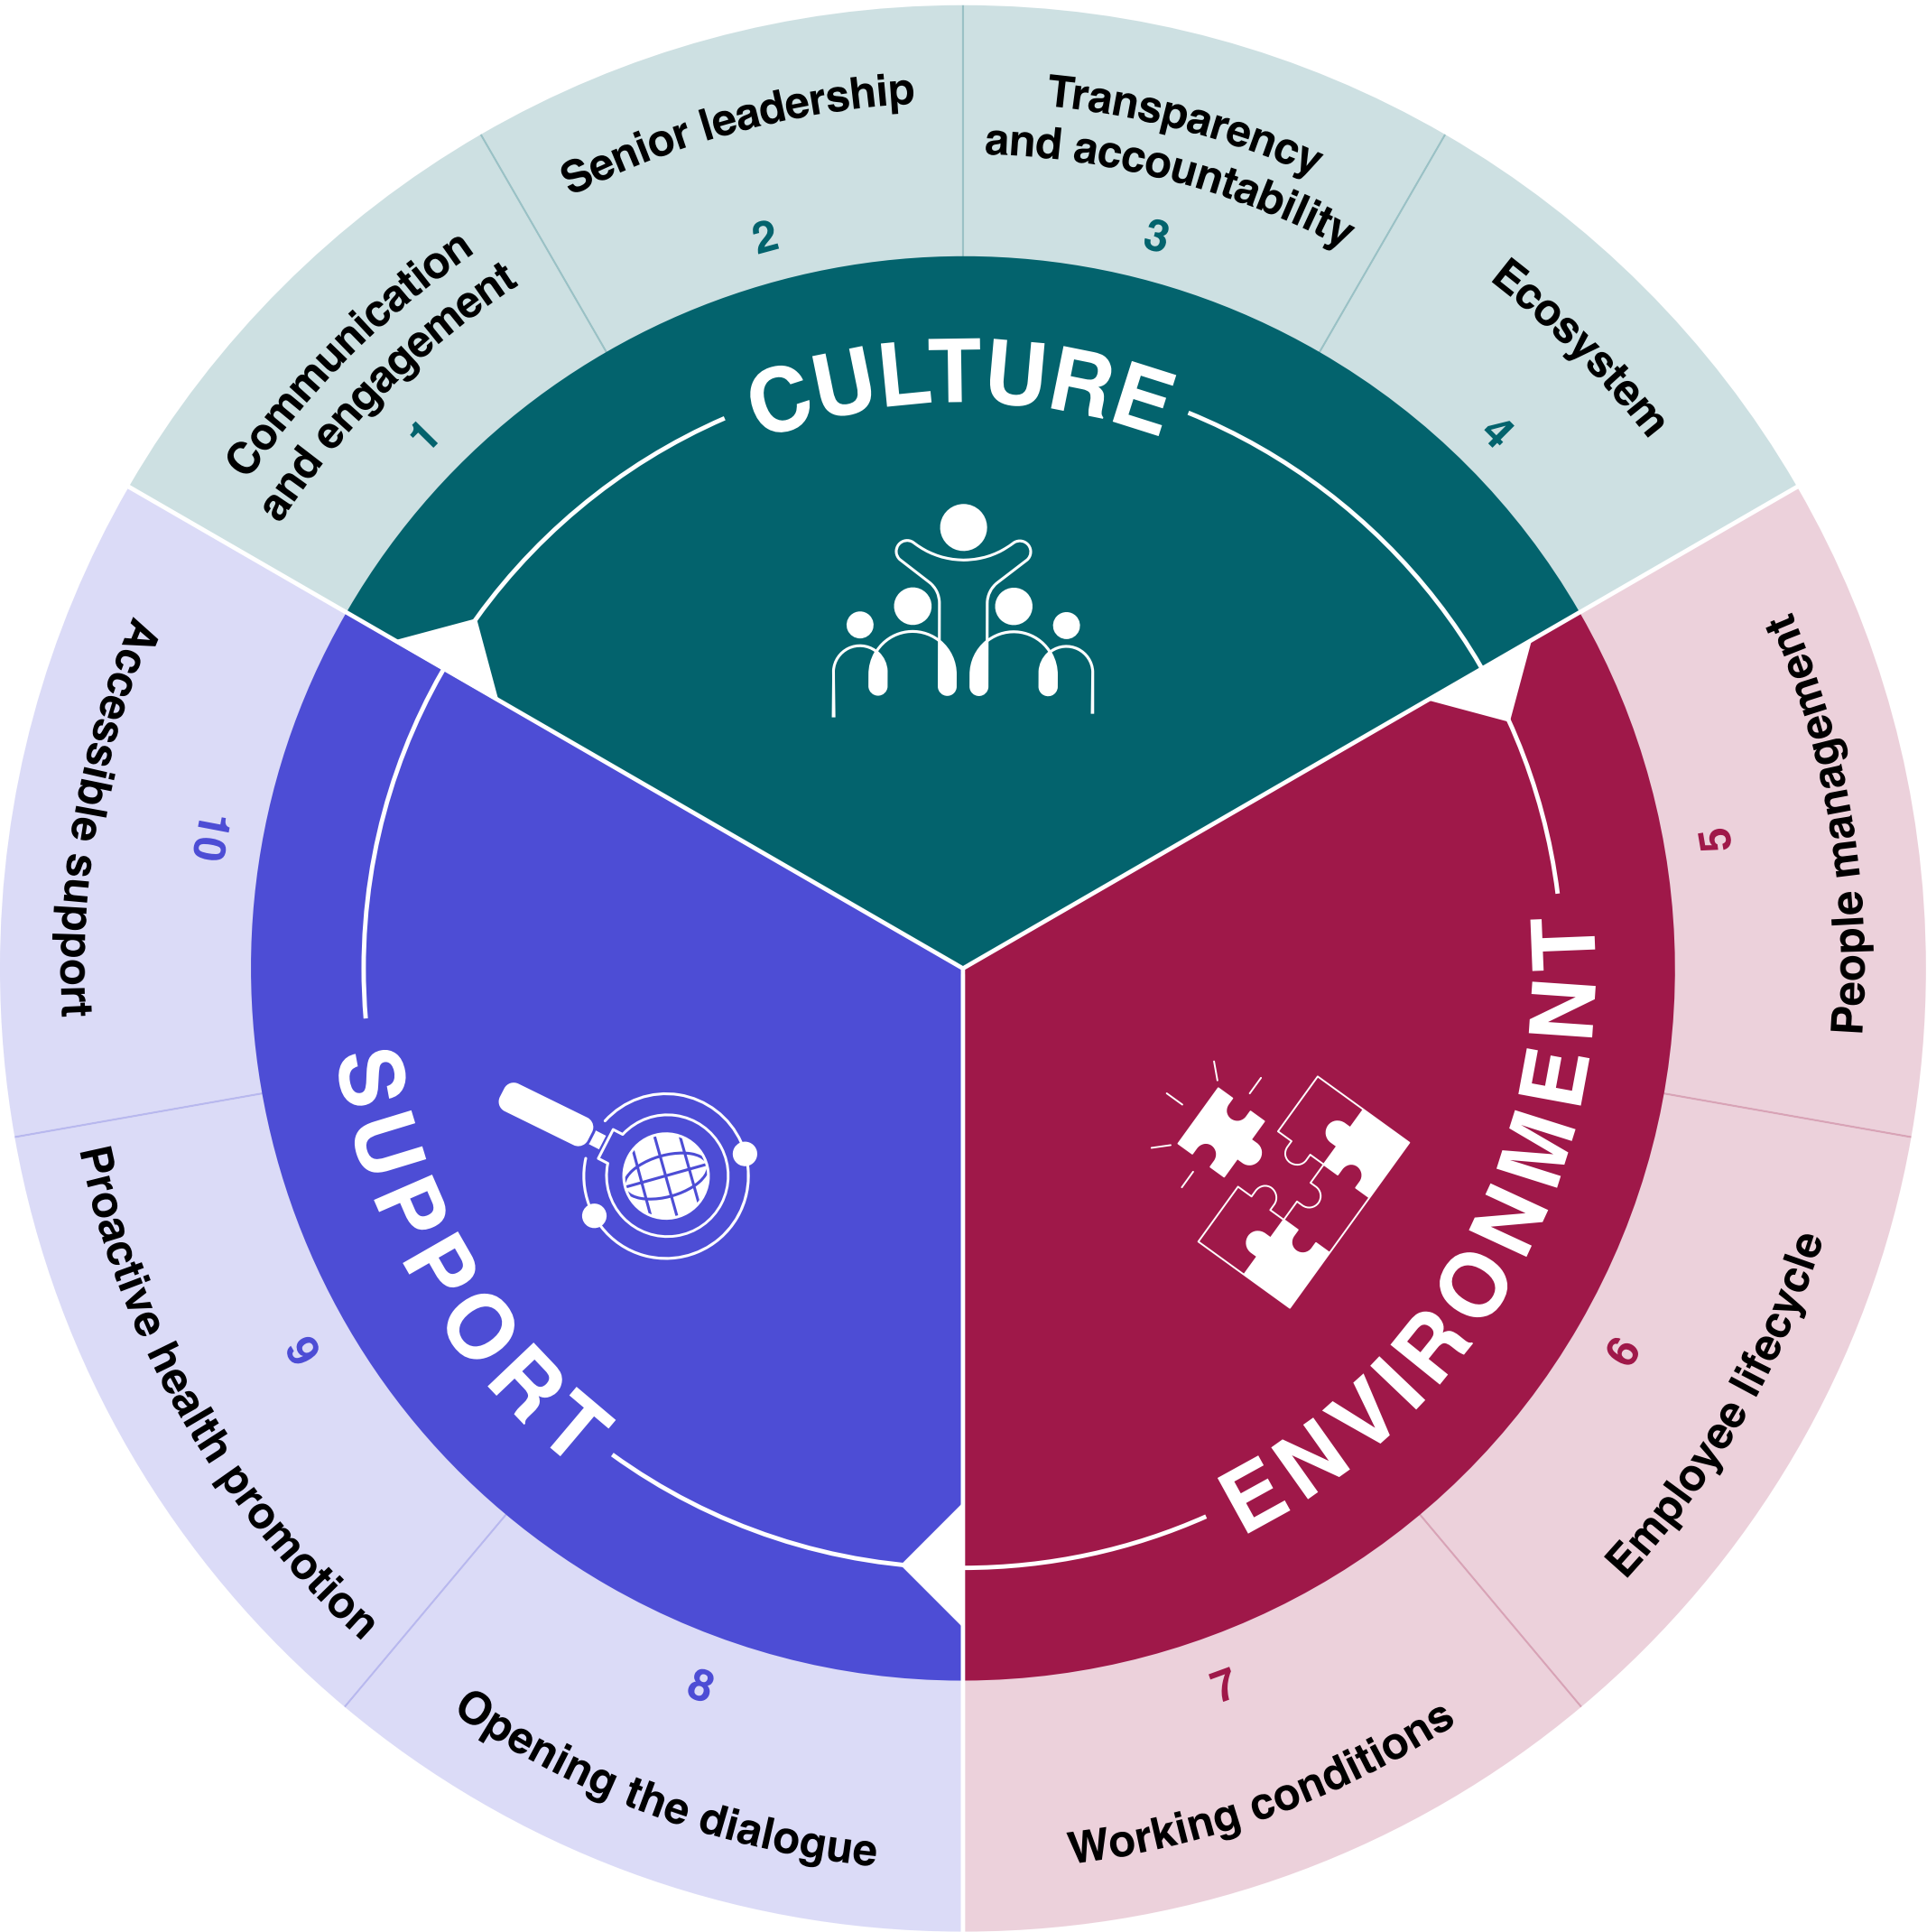 CULTURE
Communication
and engagement
1
Senior leadership
2
Transparency
and accountability
3
Ecosystem
4
ENVIRONMENT
People management
5
Employee lifecycle
6
Working conditions
7
SUPPORT
Opening the dialogue
8
Proactive health promotion
9
Accessible support
10